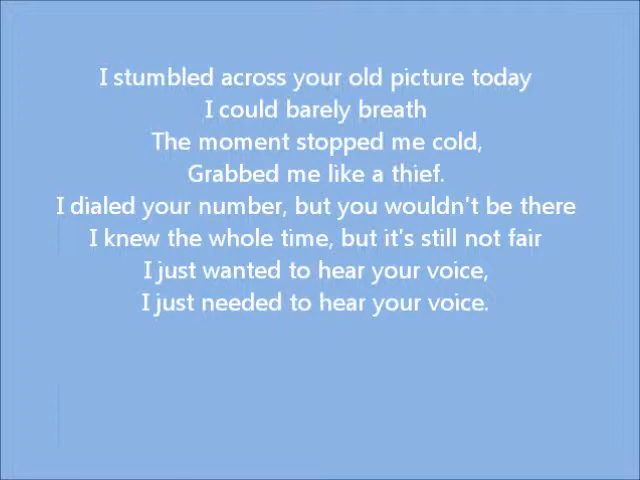 I stumbled across your old picture today
I could barely breath
The moment stopped me cold,
Grabbed me like a thief.
I dialed your number, but you wouldn't be there
I knew the whole time, but it's still not fair
I just wanted to hear your voice,
I just needed to hear your voice.